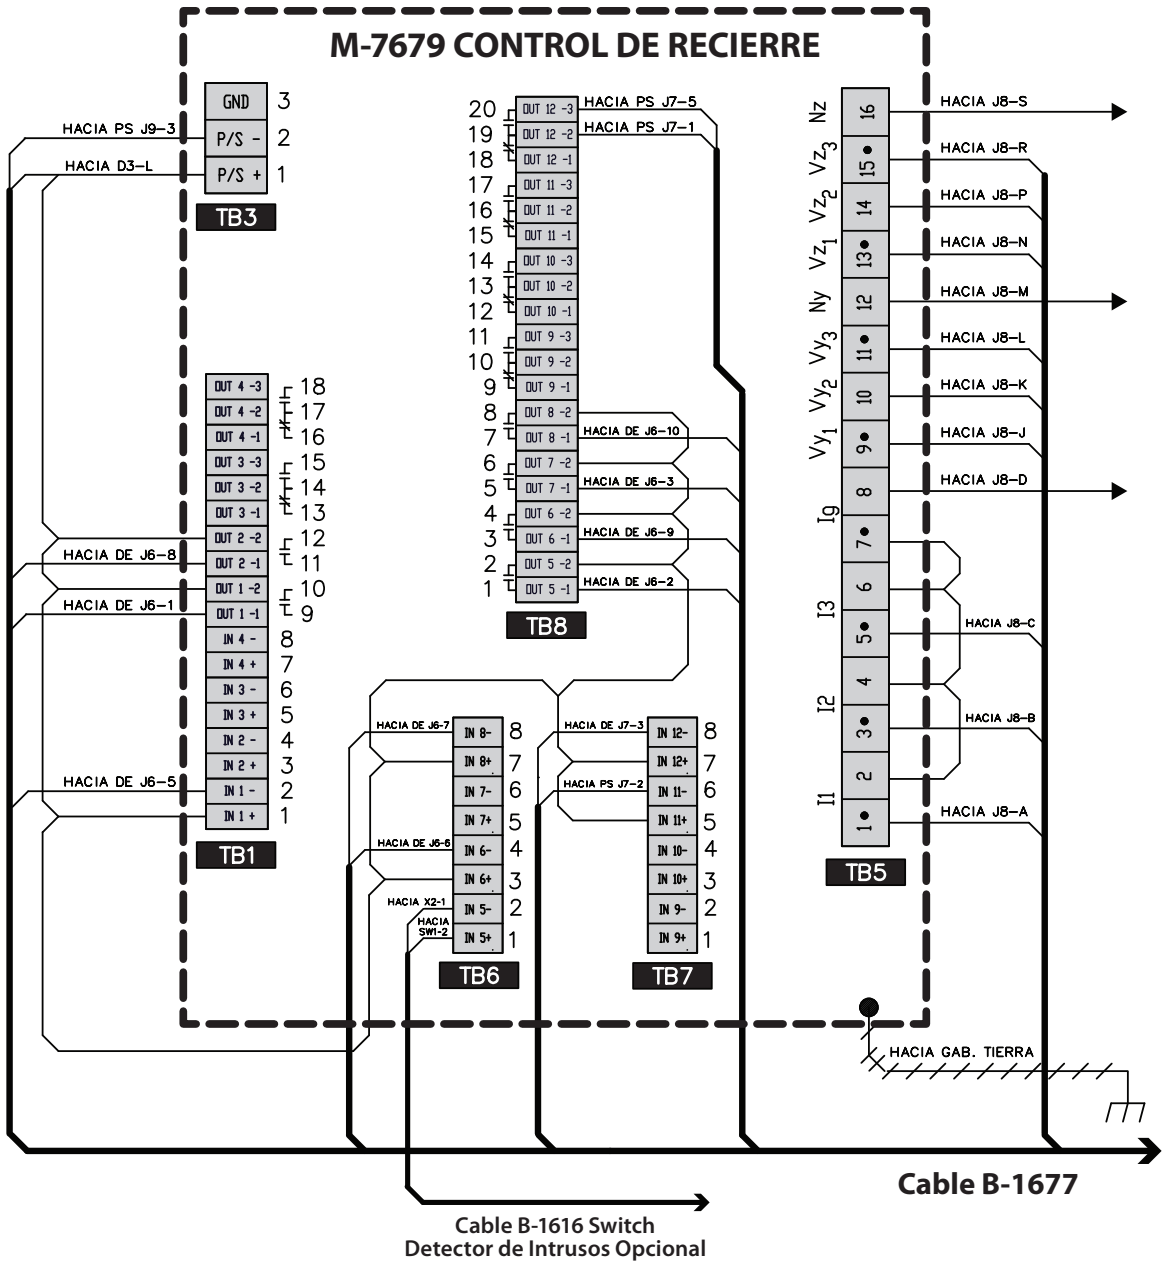 M-7679 CONTROL DE RECIERRE
GND 3
HACIA PS J9-3 P/S - 2
HACIA D3-L P/S + 1
TB3
OUT 4 -3 18
OUT 4 -2 17
OUT 4 -1 16
OUT 3 -3 15
OUT 3 -2 14
OUT 3 -1 13
OUT 2 -2 12
HACIA DE J6-8 OUT 2 -1 11
OUT 1 -2 10
HACIA DE J6-1 OUT 1 -1 9
IN 4 - 8
IN 4 + 7
IN 3 - 6
IN 3 + 5
IN 2 - 4
IN 2 + 3
HACIA DE J6-5 IN 1 - 2
IN 1 + 1
TB1
20 OUT 12 -3 HACIA PS J7-5
19 OUT 12 -2 HACIA PS J7-1
18 OUT 12 -1
17 OUT 11 -3
16 OUT 11 -2
15 OUT 11 -1
14 OUT 10 -3
13 OUT 10 -2
12 OUT 10 -1
11 OUT 9 -3
10 OUT 9 -2
9 OUT 9 -1
8 OUT 8 -2
7 OUT 8 -1 HACIA DE J6-10
6 OUT 7 -2
5 OUT 7 -1 HACIA DE J6-3
4 OUT 6 -2
3 OUT 6 -1 HACIA DE J6-9
2 OUT 5 -2
1 OUT 5 -1 HACIA DE J6-2
TB8
HACIA DE J6-7 IN 8- 8
IN 8+ 7
IN 7- 6
IN 7+ 5
HACIA DE J6-6 IN 6- 4
IN 6+ 3
HACIA X2-1 IN 5- 2
HACIA
SW1-2 IN 5+ 1
TB6
HACIA DE J7-3 IN 12- 8
IN 12+ 7
HACIA PS J7-2 IN 11- 6
IN 11+ 5
IN 10- 4
IN 10+ 3
IN 9- 2
IN 9+ 1
TB7
Nz 16 HACIA J8-S
Vz3 15 HACIA J8-R
Vz2 14 HACIA J8-P
Vz1 13 HACIA J8-N
Ny 12 HACIA J8-M
Vy3 11 HACIA J8-L
Vy2 10 HACIA J8-K
Vy1 9 HACIA J8-J
8 HACIA J8-D
Ig
7
6
I3
5 HACIA J8-C
4
I2
3 HACIA J8-B
2
I1
1 HACIA J8-A
TB5
HACIA GAB. TIERRA
Cable B-1677
Cable B-1616 Switch
Detector de Intrusos Opcional